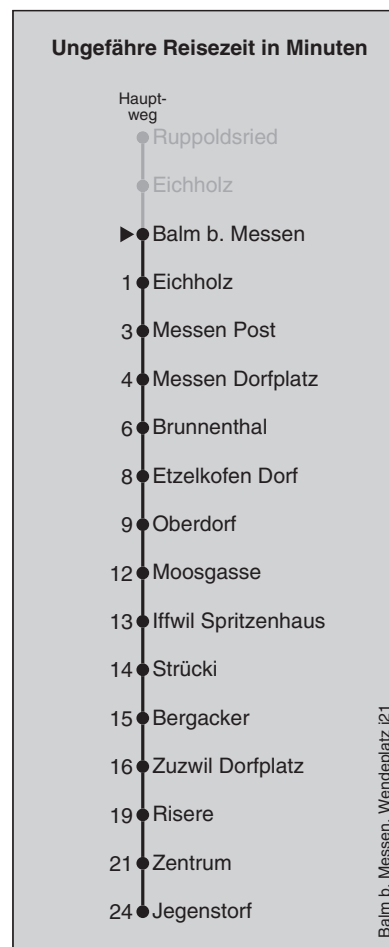 Ungefähre Reisezeit in Minuten
Haupt-
weg
Ruppoldsried
Eichholz
Balm b. Messen
1 Eichholz
3 Messen Post
4 Messen Dorfplatz
6 Brunnenthal
8 Etzelkofen Dorf
9 Oberdorf
12 Moosgasse
13 Iffwil Spritzenhaus
14 Strücki
15 Bergacker
16 Zuzwil Dorfplatz
19 Risere
21 Zentrum
24 Jegenstorf
Balm b. Messen, Wendeplatz j21